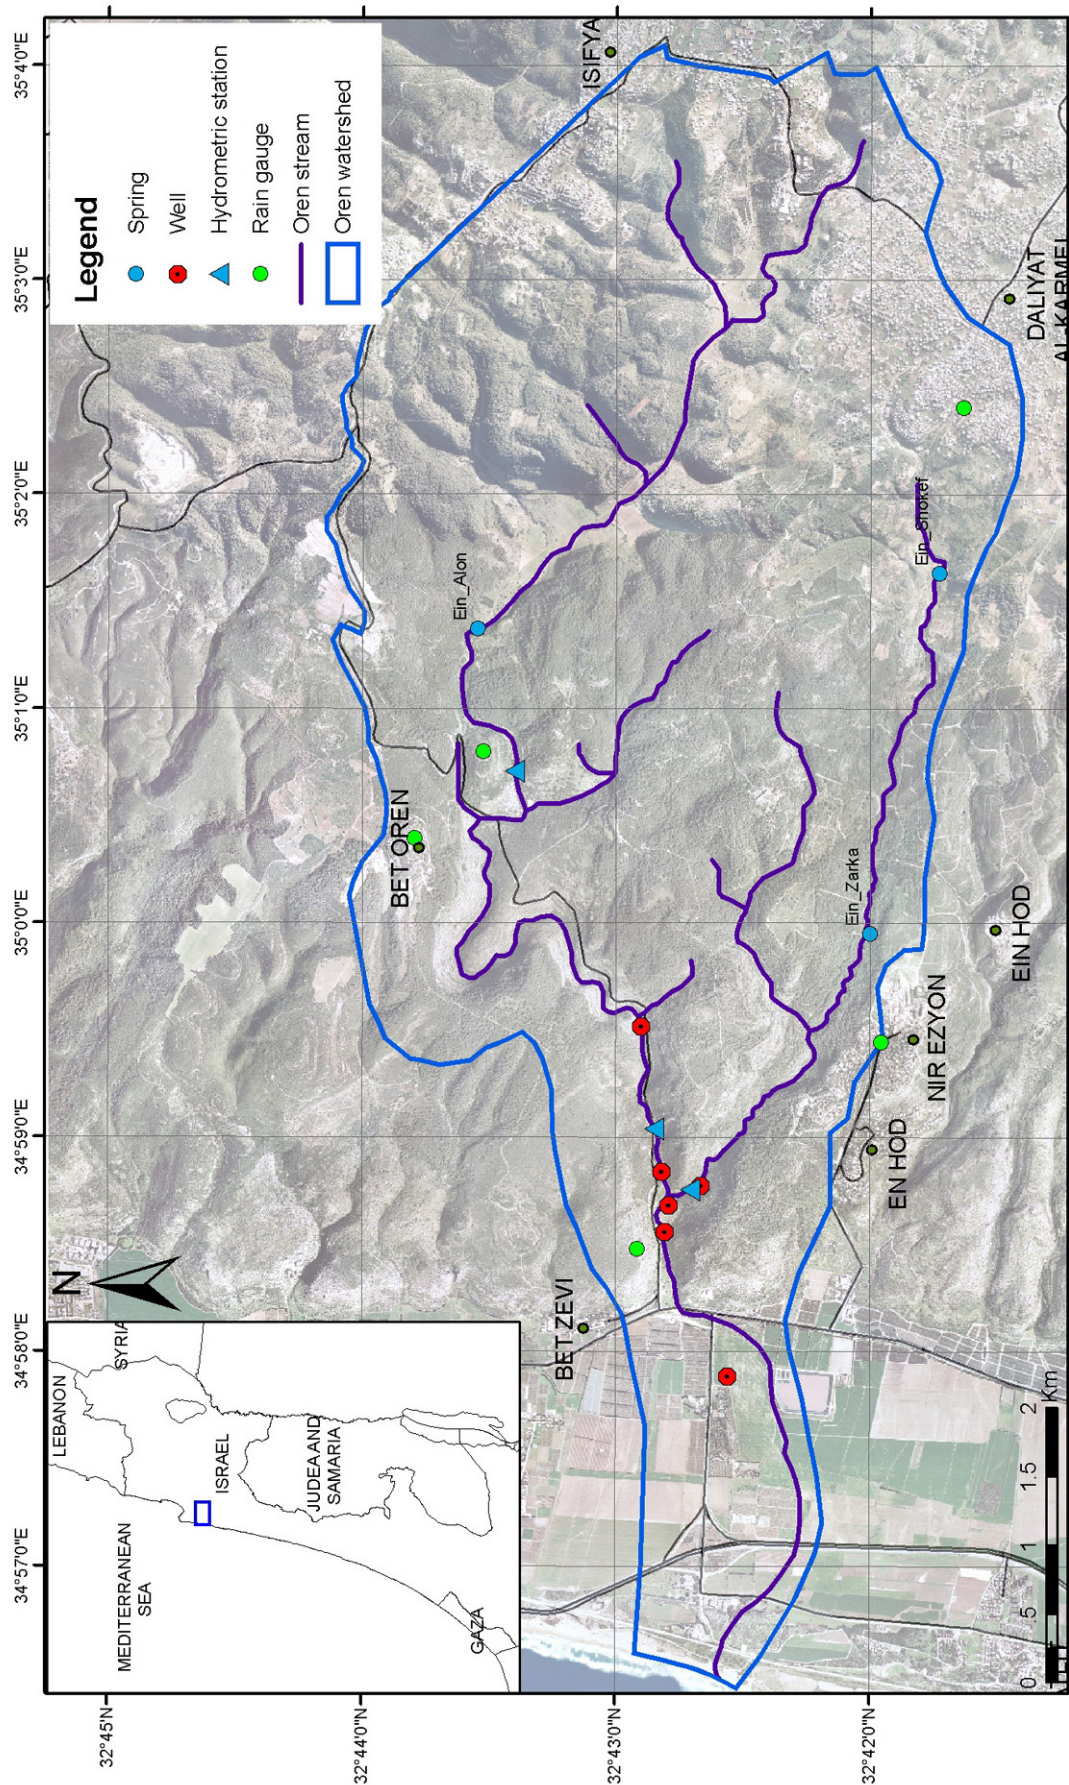 34°57'0"E
34°58'0"E
34°59'0"E
35°0'0"E
35°1'0"E
35°2'0"E
35°3'0"E
35°4'0"E
32°45'N
32°44'0"N
32°43'0"N
32°42'0"N
LEBANON
SYRIA
MEDITERRANEAN
SEA
ISRAEL
JUDEA AND
SAMARIA
GAZA
N
Legend
Spring
Well
Hydrometric station
Rain gauge
Oren stream
Oren watershed
ISIFYA
BET OREN
Ein_Alon
BET ZEVI
Ein_Zarka
Ein_Shokef
DALIYAT
AL-KARMEL
EN HOD
NIR EZYON
EIN HOD
0 .5 1 1.5 2
Km